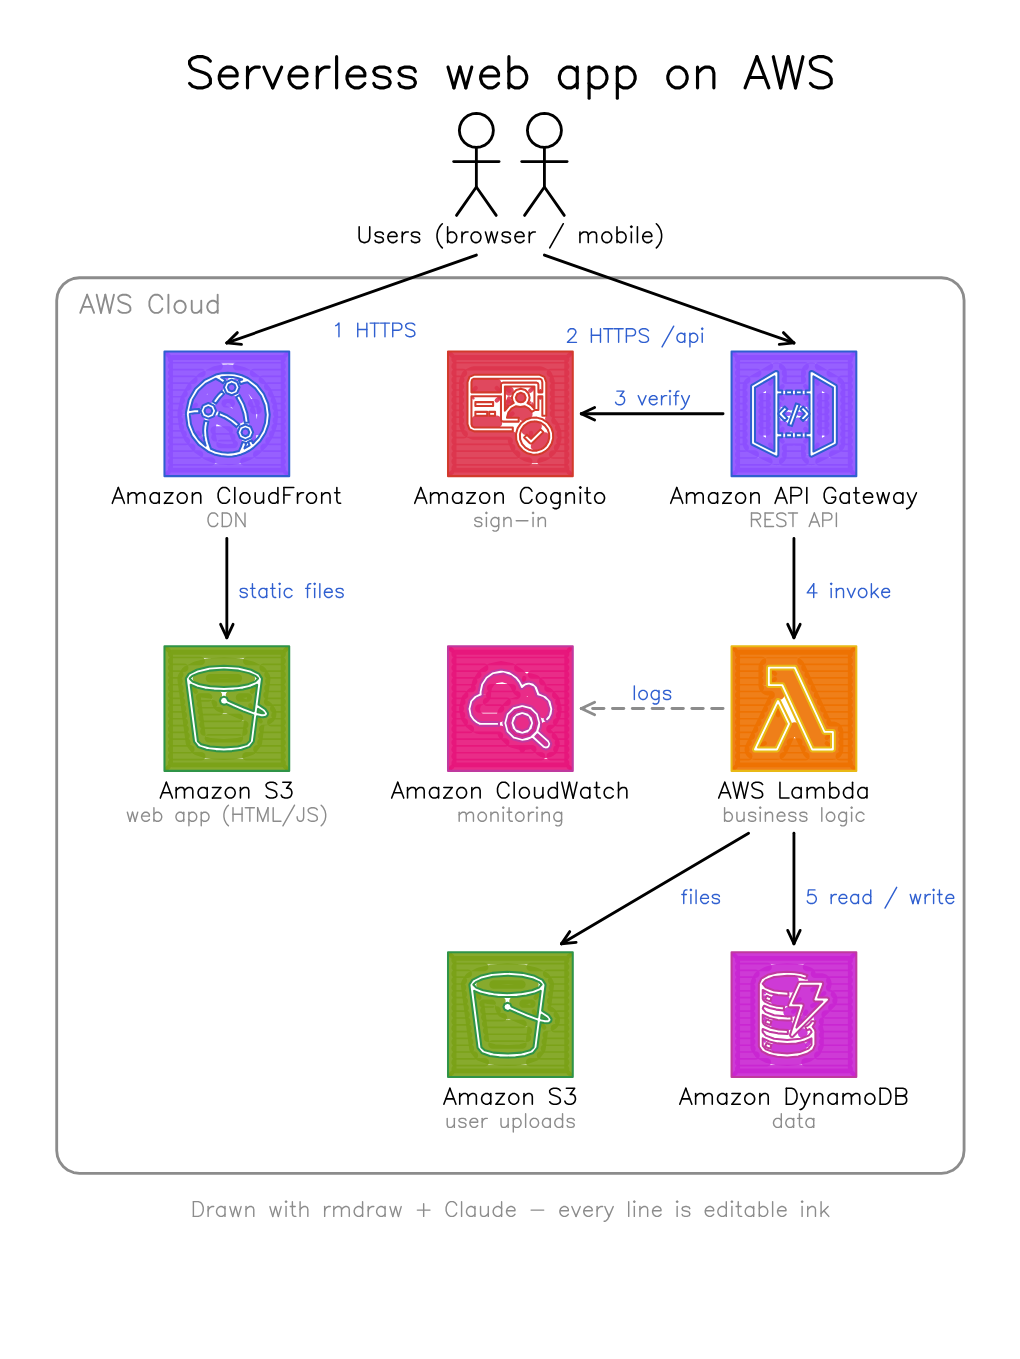 Serverless web app on AWS
Users (browser / mobile)
AWS Cloud
1 HTTPS
2 HTTPS /api
3 verify
Amazon CloudFront
CDN
Amazon Cognito
sign-in
Amazon API Gateway
REST API
static files
4 invoke
logs
Amazon S3
web app (HTML/JS)
Amazon CloudWatch
monitoring
AWS Lambda
business logic
files
5 read / write
Amazon S3
user uploads
Amazon DynamoDB
data
Drawn with rmdraw + Claude – every line is editable ink